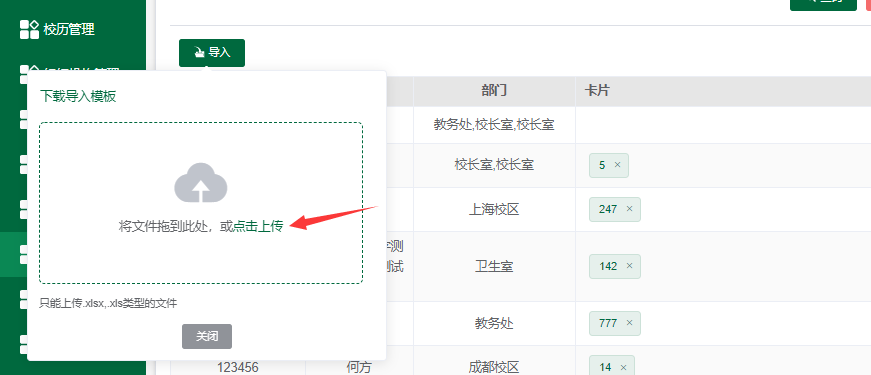 校历管理
导入
下载导入模板
部门
卡片
教务处,校长室,校长室
校长室,校长室
5 ×
将文件拖到此处，或点击上传
上海校区
247 ×
测
测试
卫生室
142 ×
只能上传.xlsx,.xls类型的文件
关闭
教务处
777 ×
123456
何方
成都校区
14 ×